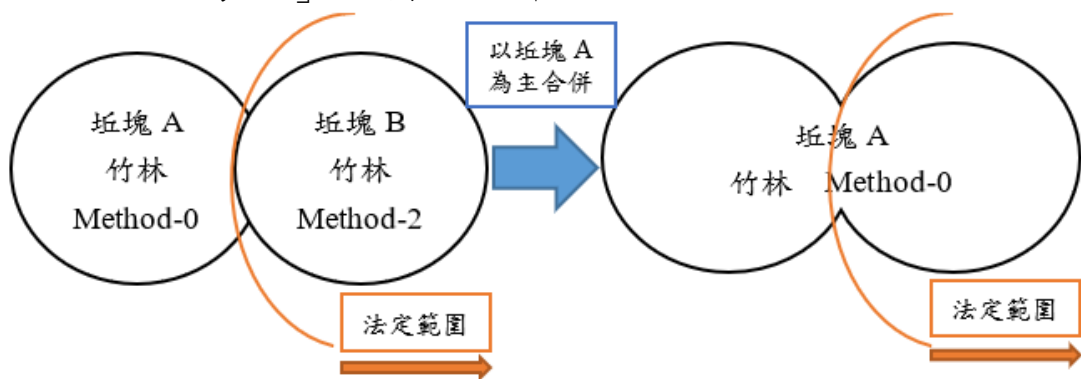 以坵塊 A
為主合併
坵塊 A
竹林
Method-0
坵塊 B
竹林
Method-2
坵塊 A
竹林 Method-0
法定範圍
法定範圍